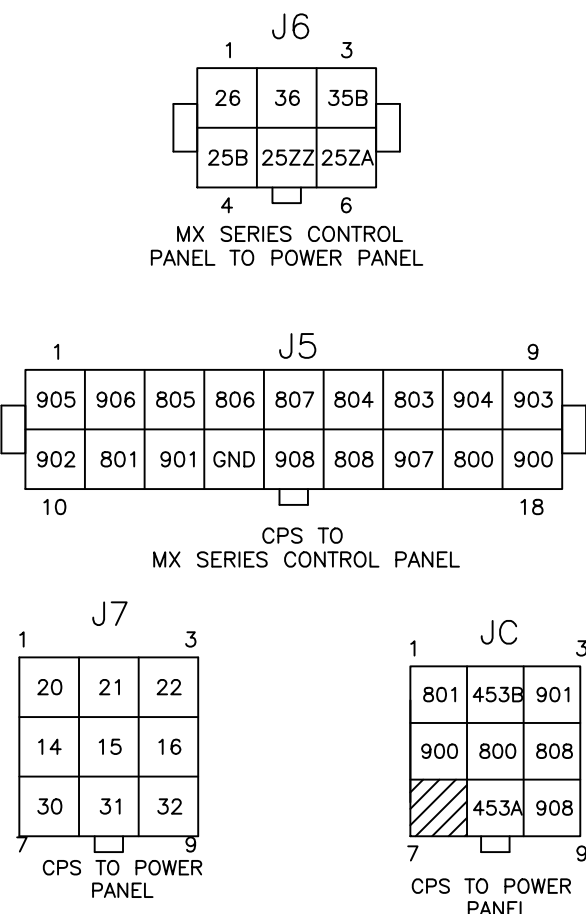 J6
1 3
26 36 35B
25B 25ZZ 25ZA
4 6
MX SERIES CONTROL
PANEL TO POWER PANEL
J5
1 9
905 906 805 806 807 804 803 904 903
902 801 901 GND 908 808 907 800 900
10 18
CPS TO
MX SERIES CONTROL PANEL
J7
1 3
20 21 22
14 15 16
30 31 32
7 9
CPS TO POWER
PANEL
JC
1 3
801 453B 901
900 800 808
453A 908
7 9
CPS TO POWER
PANEL